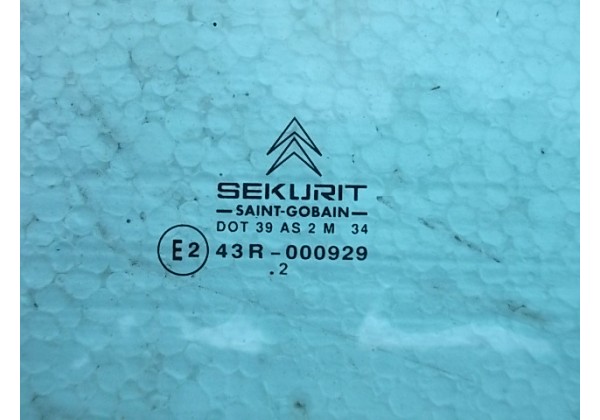 SEKURIT
SAINT-GOBAIN
DOT 39 AS 2 M 34
E2 43R-000929
.2